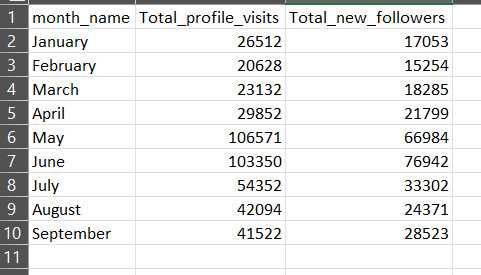 1 month_name Total_profile_visits Total_new_followers
2 January 26512 17053
3 February 20628 15254
4 March 23132 18285
5 April 29852 21799
6 May 106571 66984
7 June 103350 76942
8 July 54352 33302
9 August 42094 24371
10 September 41522 28523
11